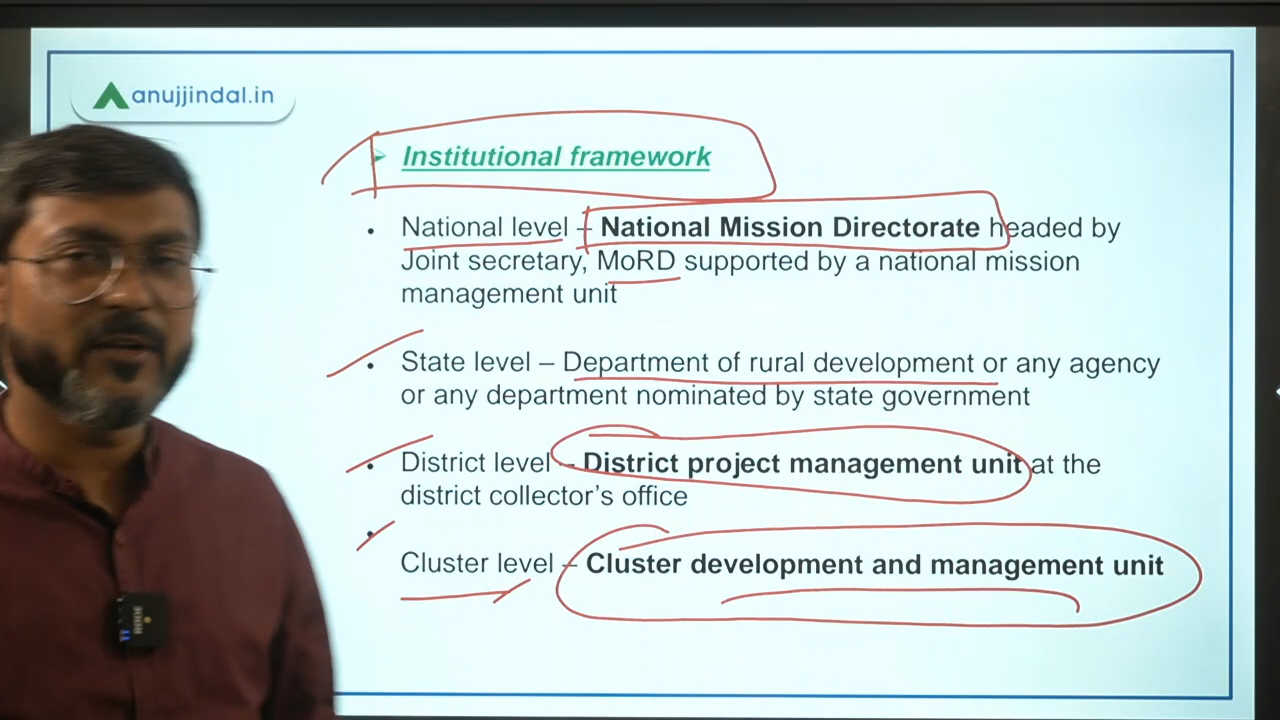 anujjindal.in
Institutional framework
• National level – National Mission Directorate headed by
Joint secretary, MoRD supported by a national mission
management unit
• State level – Department of rural development or any agency
or any department nominated by state government
• District level – District project management unit at the
district collector's office
•
Cluster level – Cluster development and management unit